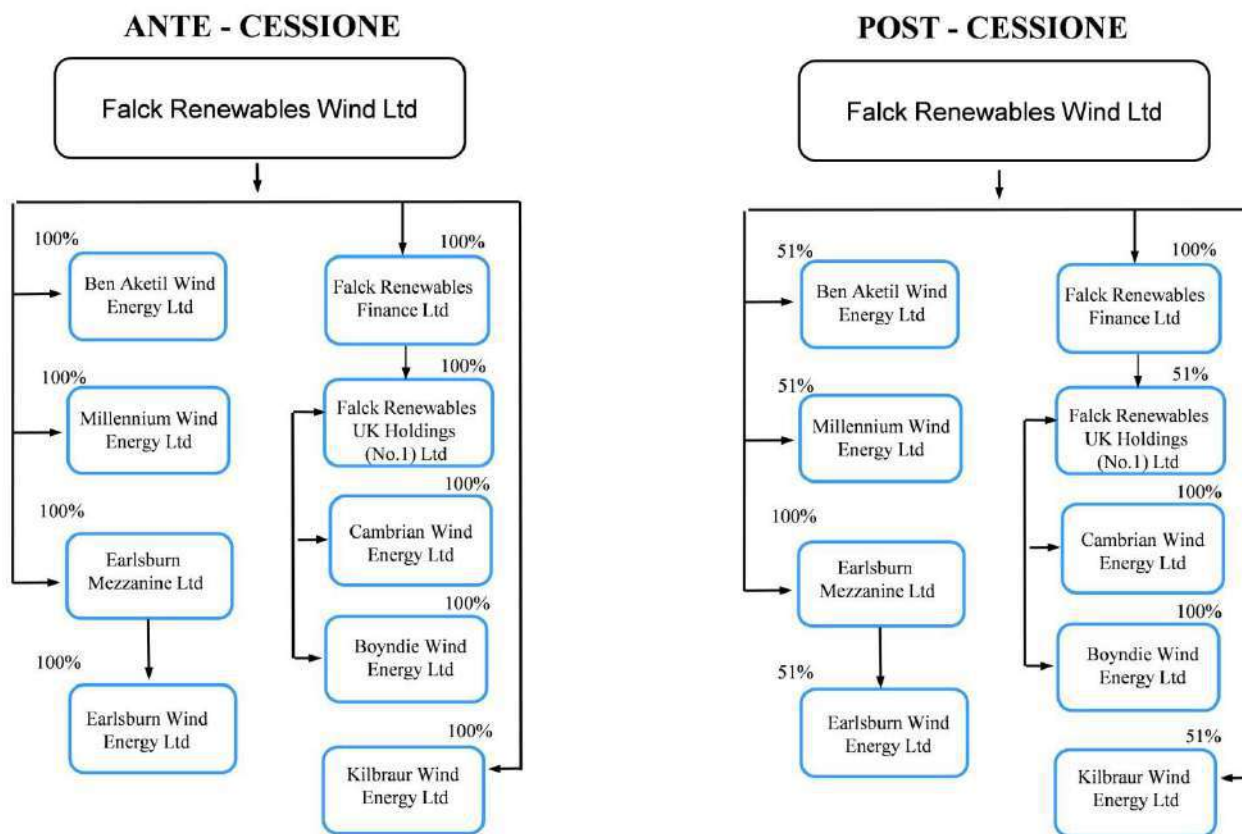 ANTE - CESSIONE
Falck Renewables Wind Ltd
100%
Ben Aketil Wind
Energy Ltd
100%
Millennium Wind
Energy Ltd
100%
Earlsburn
Mezzanine Ltd
100%
Earlsburn Wind
Energy Ltd
100%
Falck Renewables
Finance Ltd
100%
Falck Renewables
UK Holdings
(No.1) Ltd
100%
Cambrian Wind
Energy Ltd
100%
Boyndie Wind
Energy Ltd
100%
Kilbraur Wind
Energy Ltd
POST - CESSIONE
Falck Renewables Wind Ltd
51%
Ben Aketil Wind
Energy Ltd
51%
Millennium Wind
Energy Ltd
100%
Earlsburn
Mezzanine Ltd
51%
Earlsburn Wind
Energy Ltd
100%
Falck Renewables
Finance Ltd
51%
Falck Renewables
UK Holdings
(No.1) Ltd
100%
Cambrian Wind
Energy Ltd
100%
Boyndie Wind
Energy Ltd
51%
Kilbraur Wind
Energy Ltd